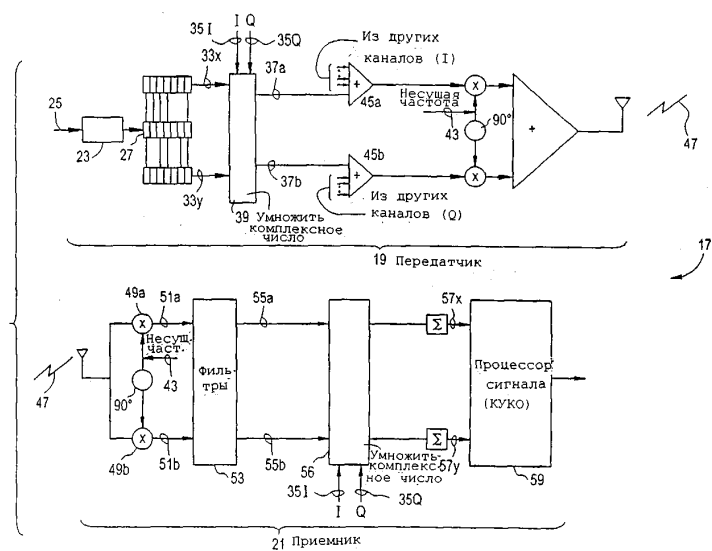 I Q
35I
35Q
33x
37a
Из других
каналов (I)
45a
Несущая
частота
43
90°
25
23
27
45b
47
33y
37b
39
Умножить
комплексное
число
Из других
каналов (Q)
19 Передатчик
17
49a
51a
55a
57x
Несущ.
част.
43
47
90°
Филь-
тры
Σ
Процессор
сигнала
(КУКО)
Σ
49b
51b
53
55b
56
Умножить-
комплекс-
ное число
57y
59
35I
35Q
I Q
21 Приемник